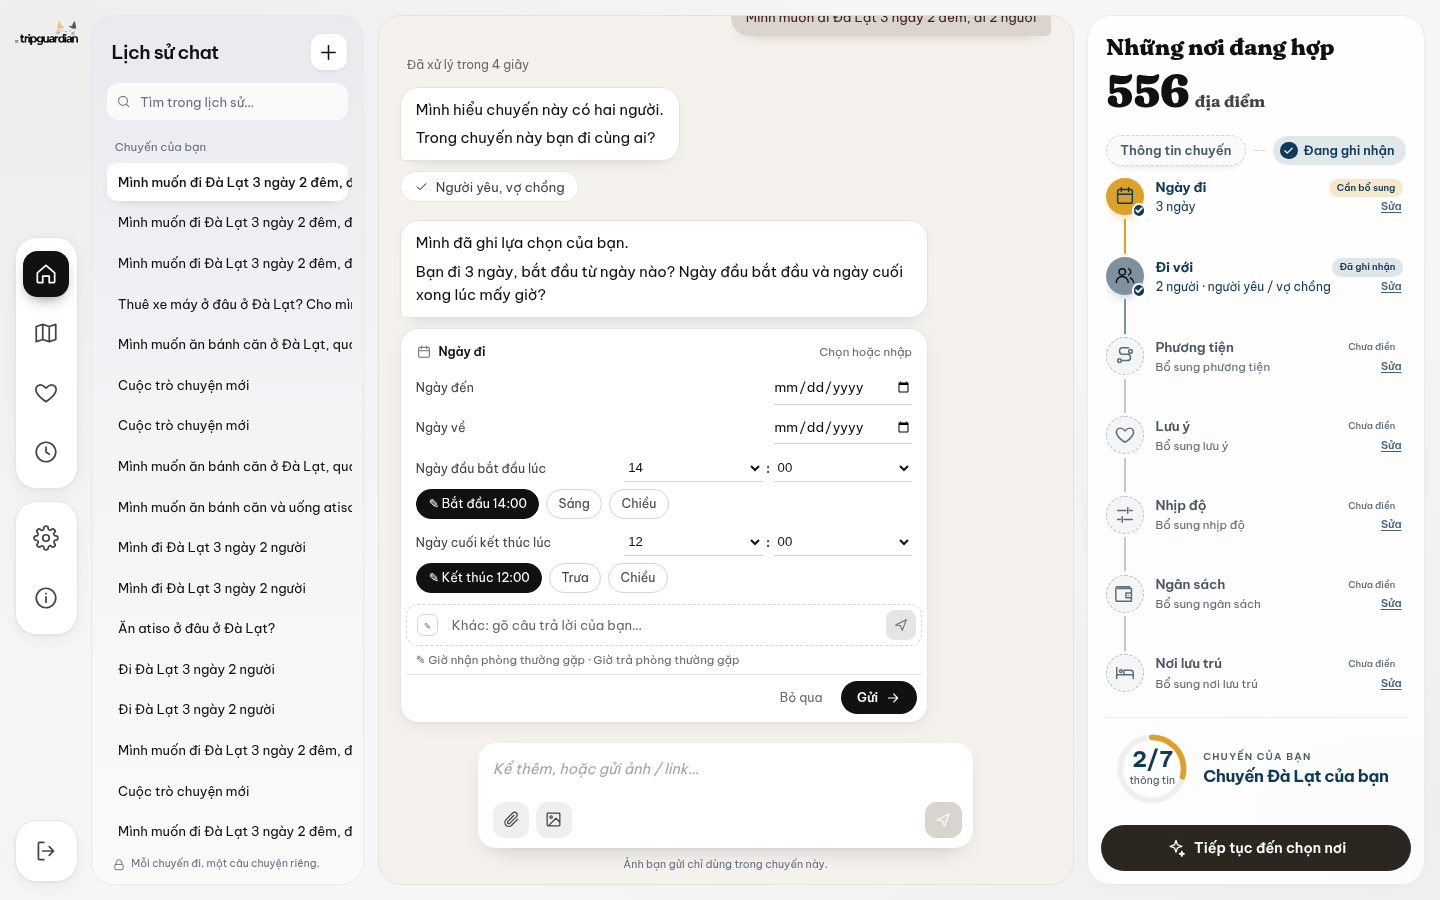 tripguardian
Lịch sử chat
Tìm trong lịch sử...
Chuyến của bạn
Mình muốn đi Đà Lạt 3 ngày 2 đêm, đ
Mình muốn đi Đà Lạt 3 ngày 2 đêm, đ
Mình muốn đi Đà Lạt 3 ngày 2 đêm, đ
Thuê xe máy ở đâu ở Đà Lạt? Cho mìn
Mình muốn ăn bánh căn ở Đà Lạt, quá
Cuộc trò chuyện mới
Cuộc trò chuyện mới
Mình muốn ăn bánh căn ở Đà Lạt, quá
Mình muốn ăn bánh căn và uống atiso
Mình đi Đà Lạt 3 ngày 2 người
Mình đi Đà Lạt 3 ngày 2 người
Ăn atiso ở đâu ở Đà Lạt?
Đi Đà Lạt 3 ngày 2 người
Đi Đà Lạt 3 ngày 2 người
Mình muốn đi Đà Lạt 3 ngày 2 đêm, đ
Cuộc trò chuyện mới
Mình muốn đi Đà Lạt 3 ngày 2 đêm, đ
Mỗi chuyến đi, một câu chuyện riêng.
Mình muốn đi Đà Lạt 3 ngày 2 đêm, đi 2 người
Đã xử lý trong 4 giây
Mình hiểu chuyến này có hai người.
Trong chuyến này bạn đi cùng ai?
Người yêu, vợ chồng
Mình đã ghi lựa chọn của bạn.
Bạn đi 3 ngày, bắt đầu từ ngày nào? Ngày đầu bắt đầu và ngày cuối
xong lúc mấy giờ?
Ngày đi Chọn hoặc nhập
Ngày đến mm/dd/yyyy
Ngày về mm/dd/yyyy
Ngày đầu bắt đầu lúc 14 : 00
✎ Bắt đầu 14:00 Sáng Chiều
Ngày cuối kết thúc lúc 12 : 00
✎ Kết thúc 12:00 Trưa Chiều
✎ Khác: gõ câu trả lời của bạn...
✎ Giờ nhận phòng thường gặp · Giờ trả phòng thường gặp
Bỏ qua Gửi →
Kể thêm, hoặc gửi ảnh / link...
Ảnh bạn gửi chỉ dùng trong chuyến này.
Những nơi đang hợp
556 địa điểm
Thông tin chuyến Đang ghi nhận
Ngày đi Cần bổ sung
3 ngày Sửa
Đi với Đã ghi nhận
2 người · người yêu / vợ chồng Sửa
Phương tiện Chưa điền
Bổ sung phương tiện Sửa
Lưu ý Chưa điền
Bổ sung lưu ý Sửa
Nhịp độ Chưa điền
Bổ sung nhịp độ Sửa
Ngân sách Chưa điền
Bổ sung ngân sách Sửa
Nơi lưu trú Chưa điền
Bổ sung nơi lưu trú Sửa
2/7
thông tin
CHUYẾN CỦA BẠN
Chuyến Đà Lạt của bạn
Tiếp tục đến chọn nơi